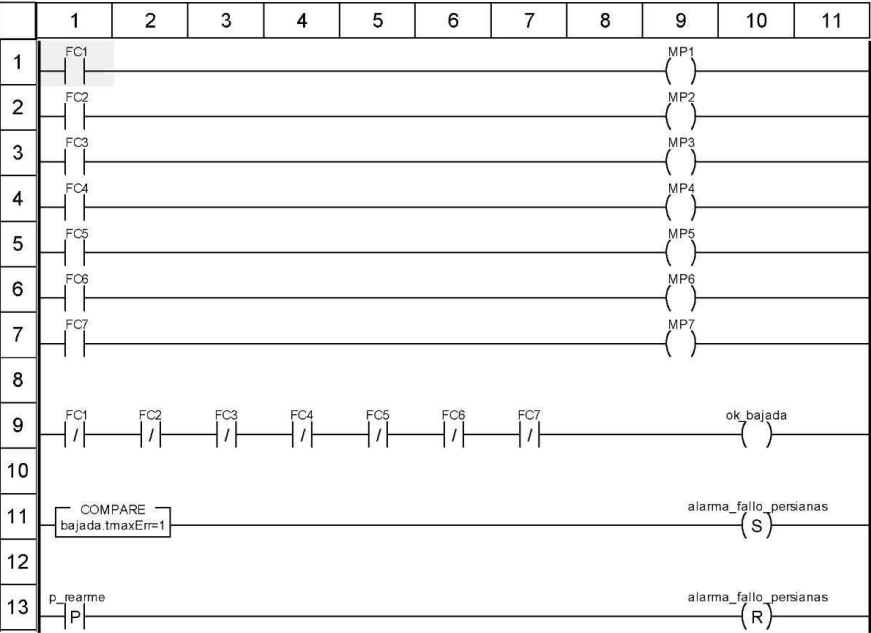 1 2 3 4 5 6 7 8 9 10 11
1 FC1 MP1
( )
2 FC2 MP2
( )
3 FC3 MP3
( )
4 FC4 MP4
( )
5 FC5 MP5
( )
6 FC6 MP6
( )
7 FC7 MP7
( )
8
9 FC1 FC2 FC3 FC4 FC5 FC6 FC7 ok_bajada
/ / / / / / / ( )
10
11 COMPARE alarma_fallo_persianas
bajada.tmaxErr=1 (S)
12
13 p_rearme alarma_fallo_persianas
P (R)